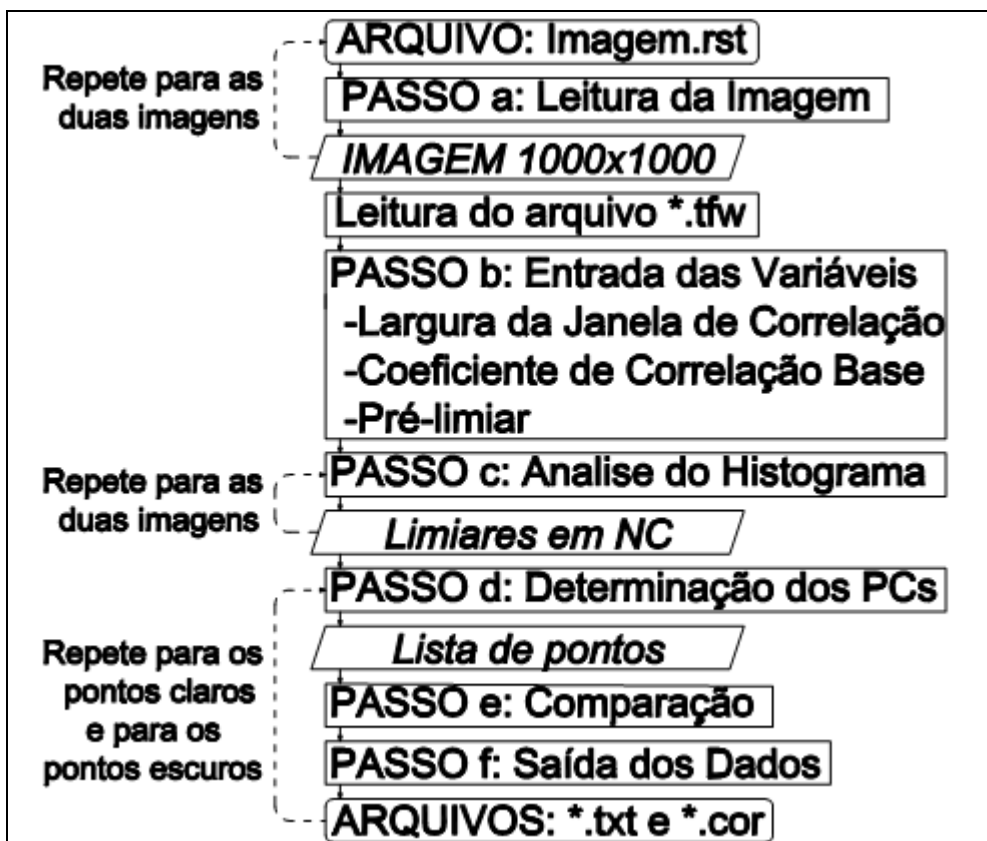 ARQUIVO: Imagem.rst
Repete para as
duas imagens
PASSO a: Leitura da Imagem
IMAGEM 1000x1000
Leitura do arquivo *.tfw
PASSO b: Entrada das Variáveis
-Largura da Janela de Correlação
-Coeficiente de Correlação Base
-Pré-limiar
PASSO c: Analise do Histograma
Repete para as
duas imagens
Limiares em NC
PASSO d: Determinação dos PCs
Lista de pontos
Repete para os
pontos claros
e para os
pontos escuros
PASSO e: Comparação
PASSO f: Saída dos Dados
ARQUIVOS: *.txt e *.cor